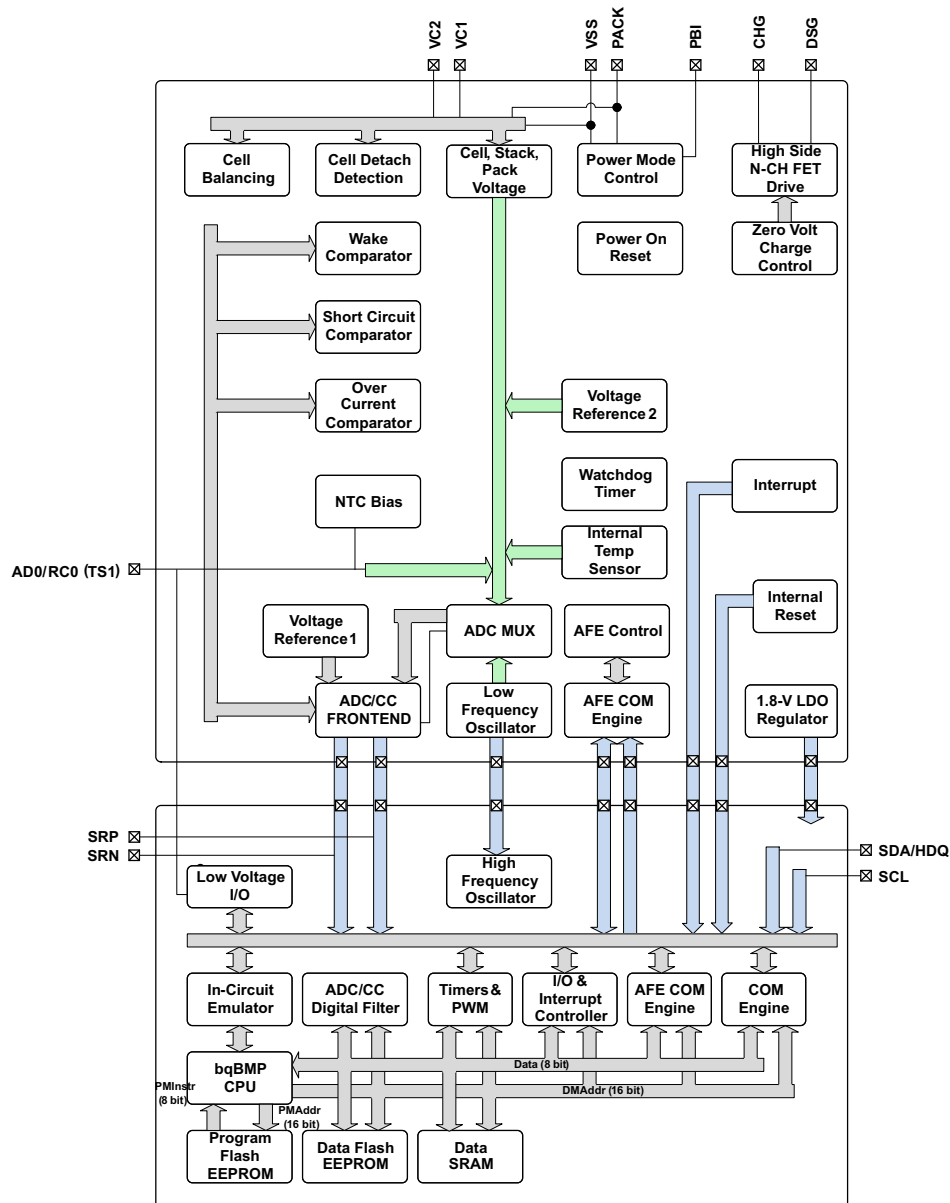 VC2
VC1
VSS
PACK
PBI
CHG
DSG
Cell
Balancing
Cell Detach
Detection
Cell, Stack,
Pack
Voltage
Power Mode
Control
High Side
N-CH FET
Drive
Wake
Comparator
Power On
Reset
Zero Volt
Charge
Control
Short Circuit
Comparator
Over
Current
Comparator
Voltage
Reference 2
NTC Bias
Watchdog
Timer
Interrupt
AD0/RC0 (TS1)
Internal
Temp
Sensor
Voltage
Reference 1
ADC MUX
AFE Control
Internal
Reset
ADC/CC
FRONTEND
Low
Frequency
Oscillator
AFE COM
Engine
1.8-V LDO
Regulator
SRP
SRN
SDA/HDQ
SCL
Low Voltage
I/O
High
Frequency
Oscillator
In-Circuit
Emulator
ADC/CC
Digital Filter
Timers &
PWM
I/O &
Interrupt
Controller
AFE COM
Engine
COM
Engine
bqBMP
CPU
Data (8 bit)
DMAddr (16 bit)
PMInstr
(8 bit)
PMAddr
(16 bit)
Program
Flash
EEPROM
Data Flash
EEPROM
Data
SRAM